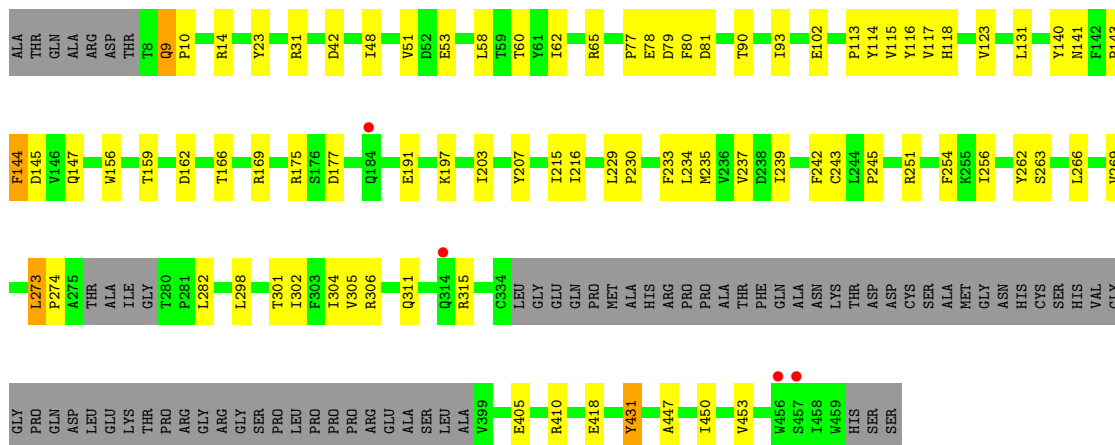 ALA THR GLN ALA ARG ASP THR T8 Q9 P10 R14 Y23 R31 D42 I48 V51 D52 E53 L58 T59 T60 Y61 I62 R65 P77 E78 D79 F80 D81 T90 I93 E102 P113 Y114 V115 Y116 V117 H118 V123 L131 Y140 N141 F142
F144 D145 V146 Q147 W156 T159 D162 T166 R169 R175 S176 D177 Q184 E191 K197 I203 Y207 I215 I216 L229 P230 F233 L234 M235 V236 V237 D238 I239 F242 C243 L244 P245 R251 F254 K255 I256 Y262 S263 L266
L273 P274 A275 THR ALA ILE GLY T280 P281 L282 L298 T301 I302 F303 I304 V305 R306 Q311 Q314 R315 C334 LEU GLY GLU GLN PRO MET ALA HIS ARG PRO PRO ALA THR PHE GLN ALA ASN LYS THR ASP ASP CYS SER ALA MET GLY ASN HIS CYS SER HIS VAL GLY
GLY PRO GLN ASP LEU GLU LYS THR PRO ARG GLY ARG GLY SER PRO LEU PRO PRO PRO ARG GLU ALA SER LEU ALA V399 E405 R410 E418 Y431 A447 I450 V453 W456 S457 I458 W459 HIS SER SER